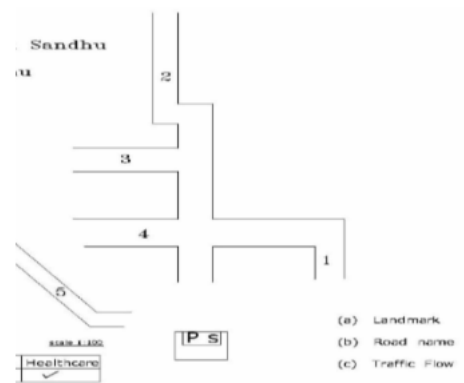 Sandhu
2
3
4
1
5
(a) Landmark
scale 1:100
P S
(b) Road name
Healthcare
(c) Traffic Flow